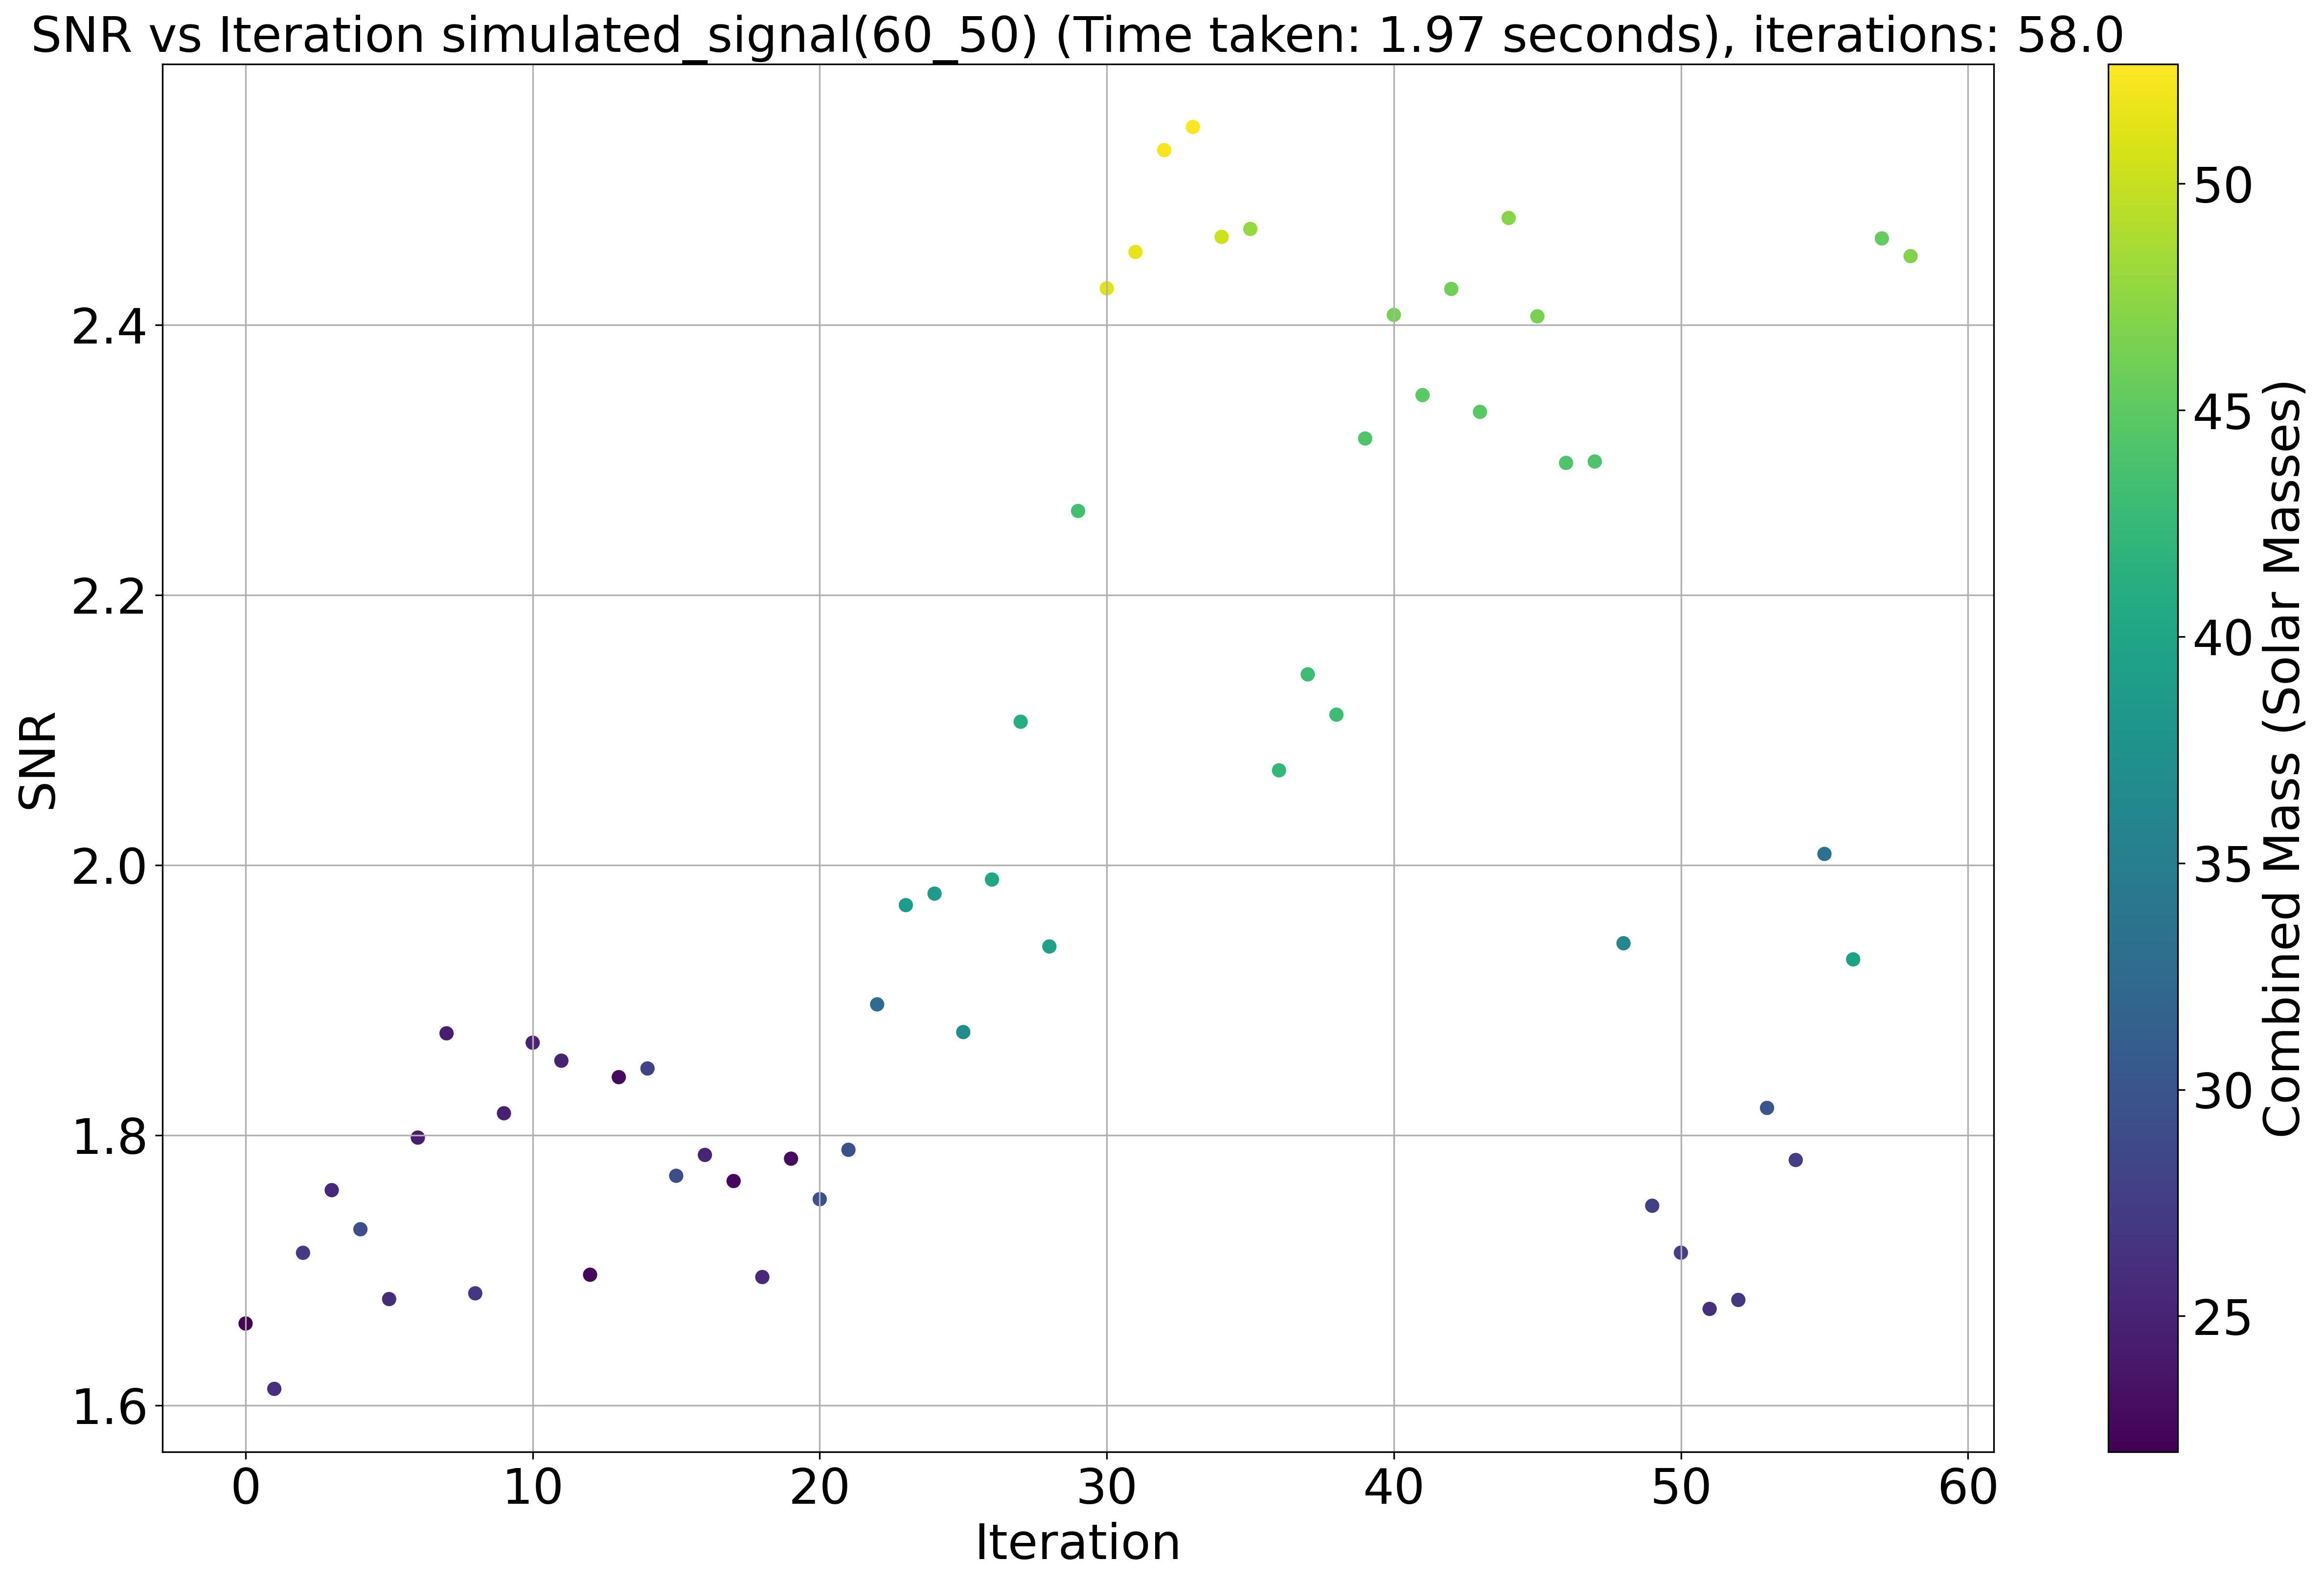 SNR vs Iteration simulated_signal(60_50) (Time taken: 1.97 seconds), iterations: 58.0
SNR
2.4
2.2
2.0
1.8
1.6
0 10 20 30 40 50 60
Iteration
50
45
40
35
30
25
Combined Mass (Solar Masses)